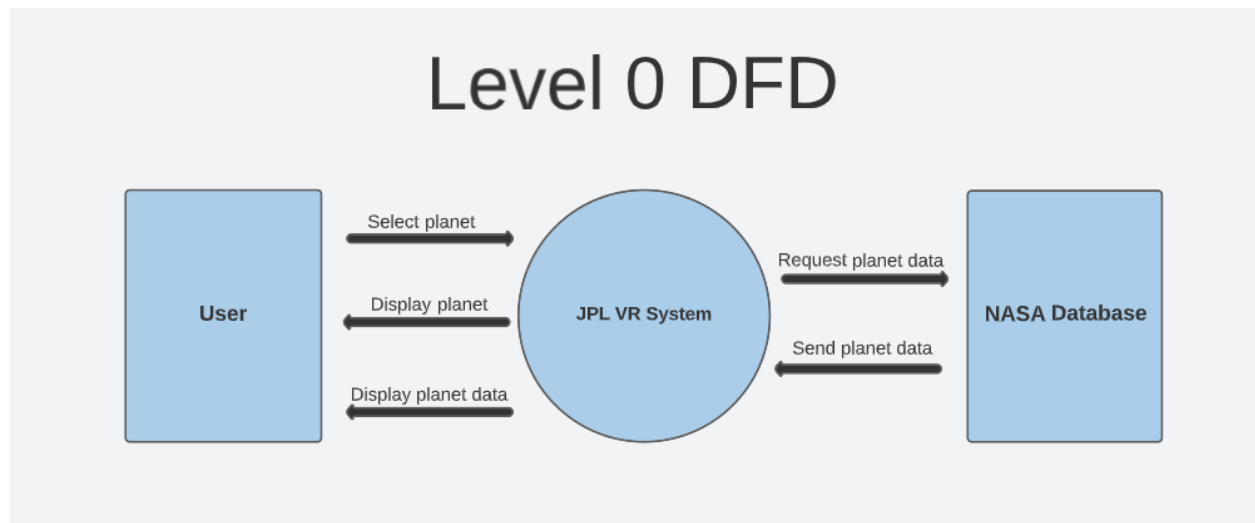 Level 0 DFD
Select planet
Request planet data
Display planet
User
JPL VR System
NASA Database
Send planet data
Display planet data